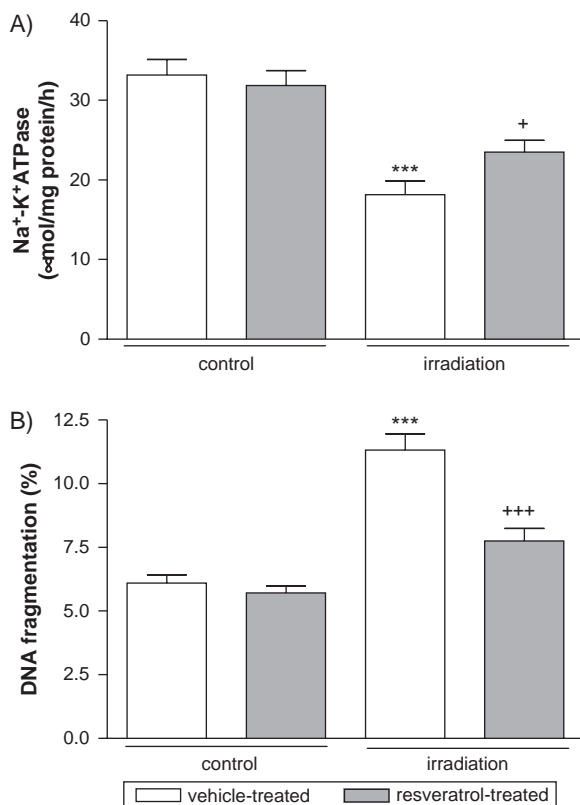 A)
Na⁺-K⁺ATPase
(∝mol/mg protein/h)
40
30
20
10
0
***
+
control
irradiation
B)
DNA fragmentation (%)
12.5
10.0
7.5
5.0
2.5
0.0
***
+++
control
irradiation
vehicle-treated
resveratrol-treated